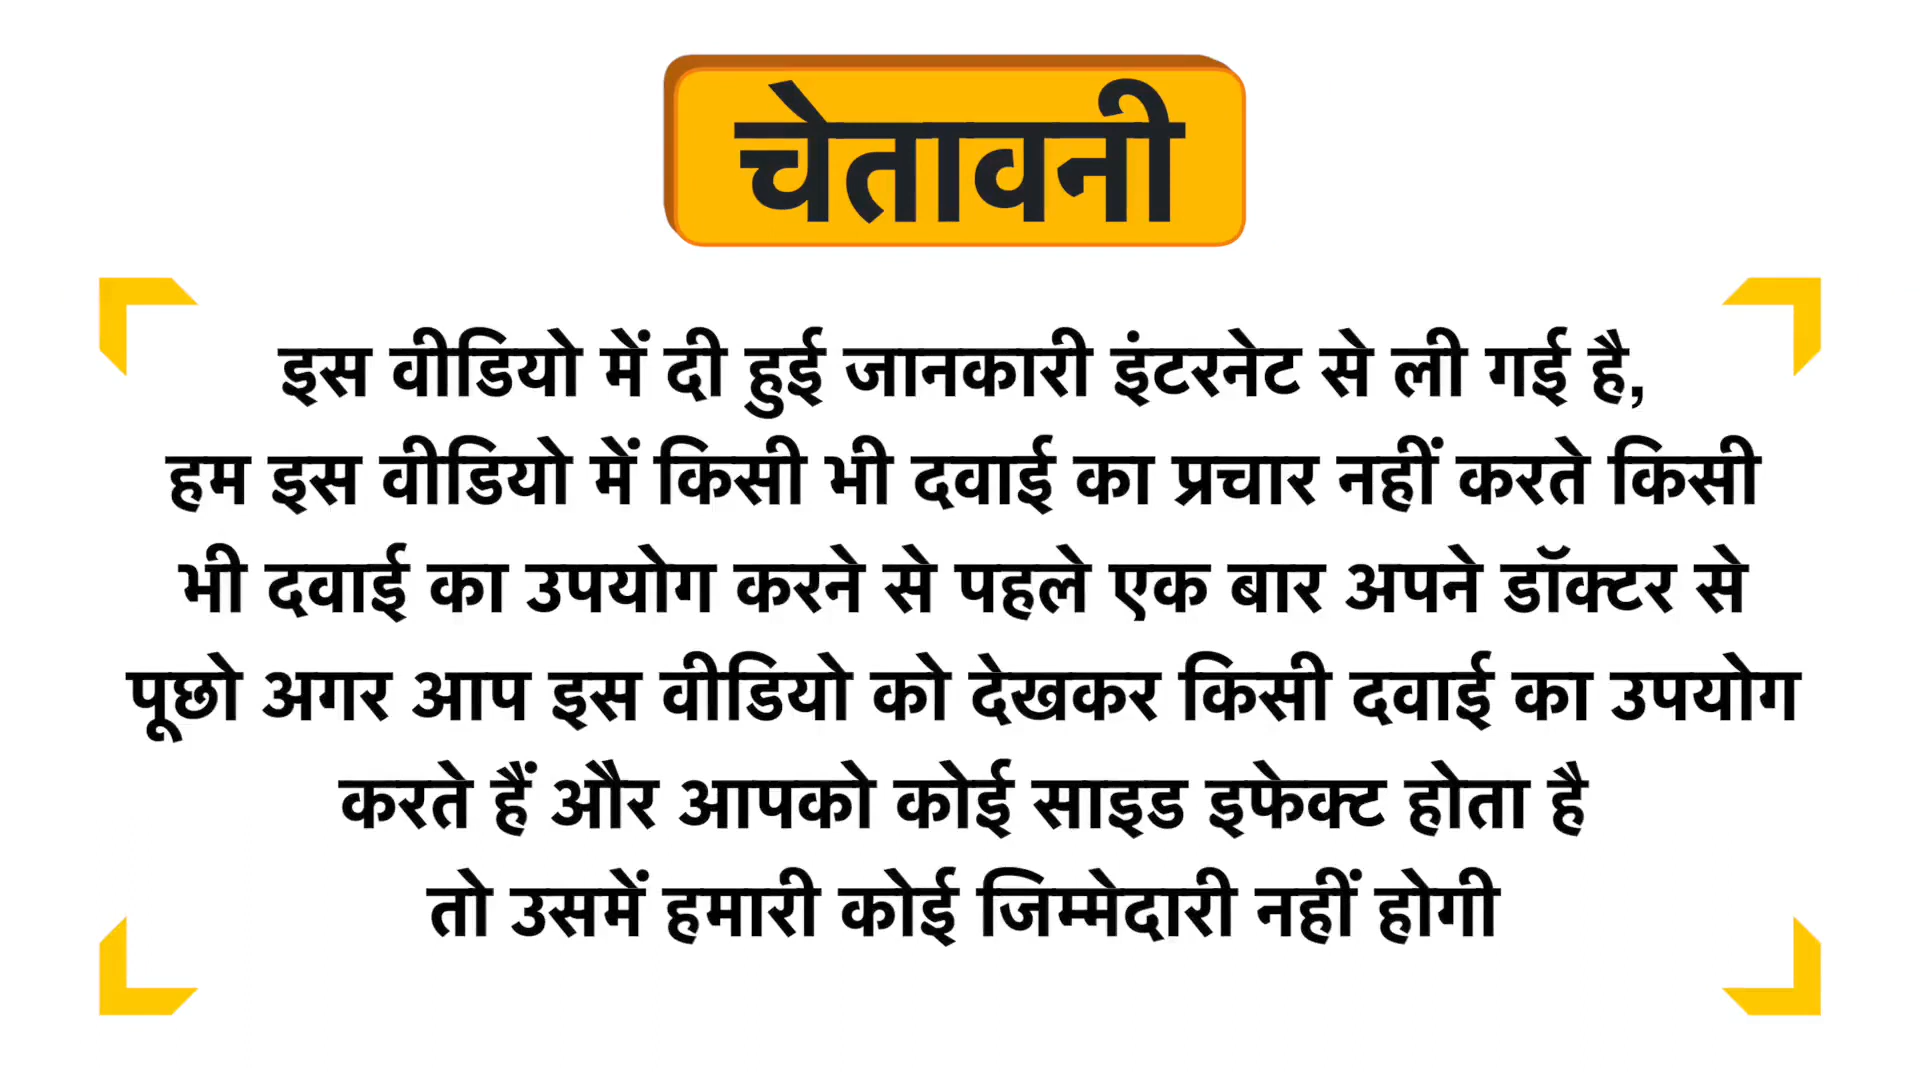 चेतावनी
इस वीडियो में दी हुई जानकारी इंटरनेट से ली गई है,
हम इस वीडियो में किसी भी दवाई का प्रचार नहीं करते किसी
भी दवाई का उपयोग करने से पहले एक बार अपने डॉक्टर से
पूछो अगर आप इस वीडियो को देखकर किसी दवाई का उपयोग
करते हैं और आपको कोई साइड इफेक्ट होता है
तो उसमें हमारी कोई जिम्मेदारी नहीं होगी